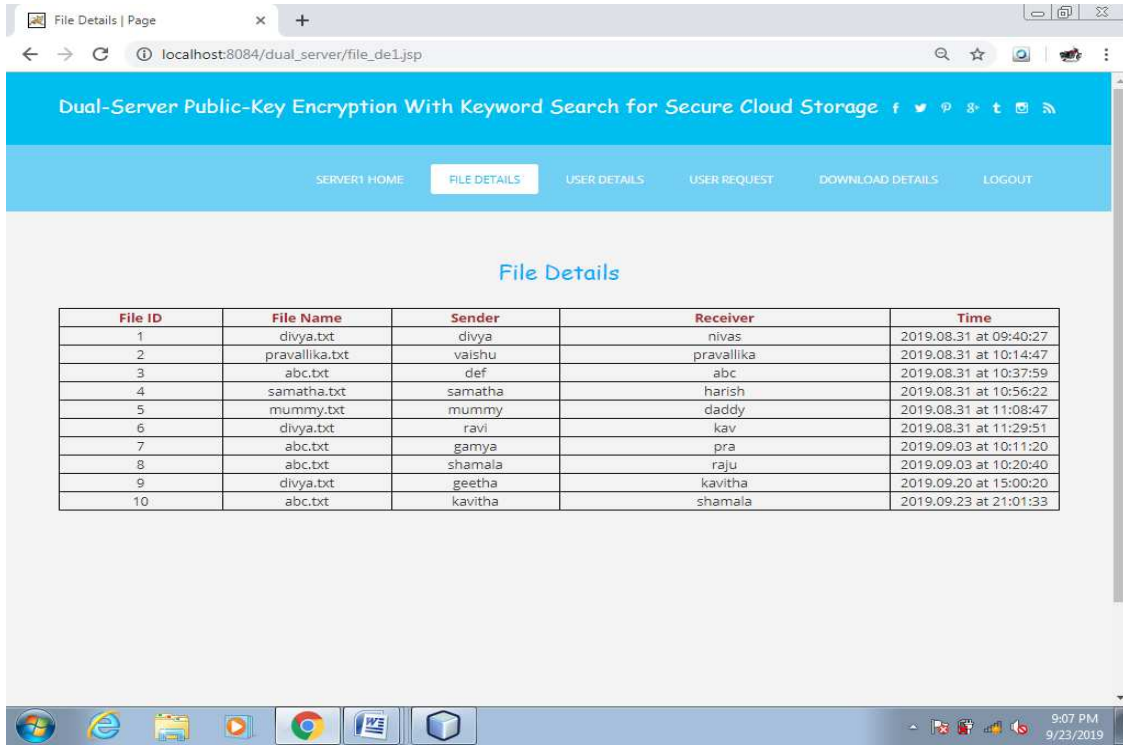 File Details | Page
localhost:8084/dual_server/file_de1.jsp
Dual-Server Public-Key Encryption With Keyword Search for Secure Cloud Storage
SERVER1 HOME FILE DETAILS USER DETAILS USER REQUEST DOWNLOAD DETAILS LOGOUT
File Details
File ID File Name Sender Receiver Time
1 divya.txt divya nivas 2019.08.31 at 09:40:27
2 pravallika.txt vaishu pravallika 2019.08.31 at 10:14:47
3 abc.txt def abc 2019.08.31 at 10:37:59
4 samatha.txt samatha harish 2019.08.31 at 10:56:22
5 mummy.txt mummy daddy 2019.08.31 at 11:08:47
6 divya.txt ravi kav 2019.08.31 at 11:29:51
7 abc.txt gamya pra 2019.09.03 at 10:11:20
8 abc.txt shamala raju 2019.09.03 at 10:20:40
9 divya.txt geetha kavitha 2019.09.20 at 15:00:20
10 abc.txt kavitha shamala 2019.09.23 at 21:01:33
9:07 PM
9/23/2019